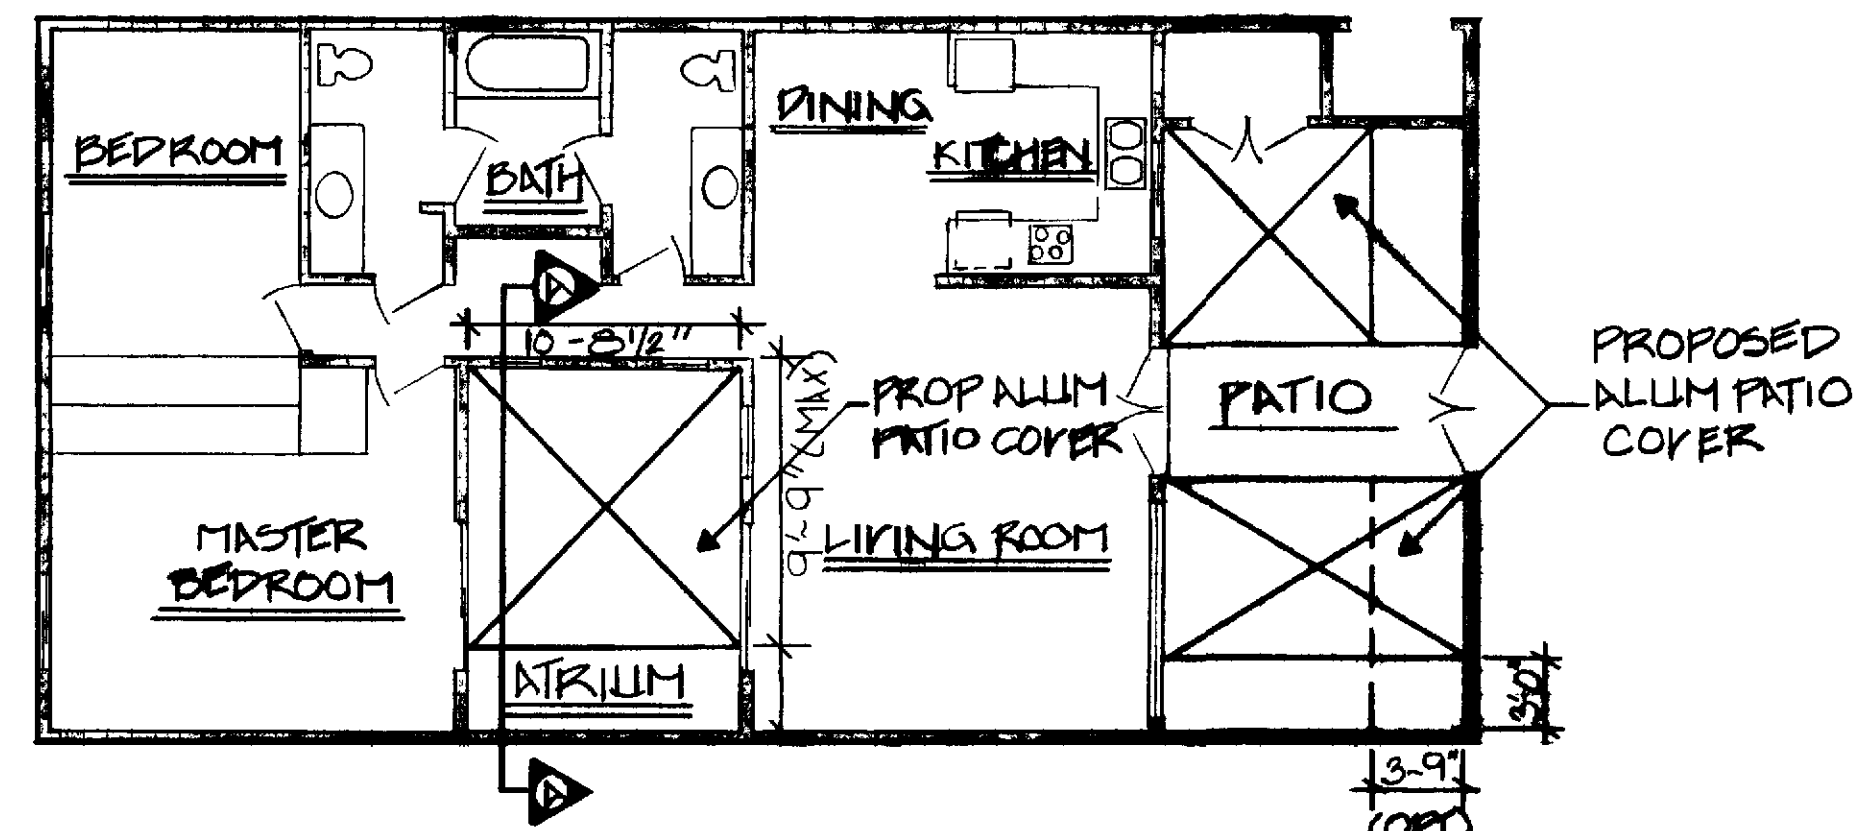 BEDROOM
BATH
DINING
KITCHEN
A
10-8 1/2"
9'-9" (MAX)
PROP ALUM
PATIO COVER
PATIO
PROPOSED
ALUM PATIO
COVER
MASTER
BEDROOM
LIVING ROOM
ATRIUM
3'0"
3-9"
(OPT)
A